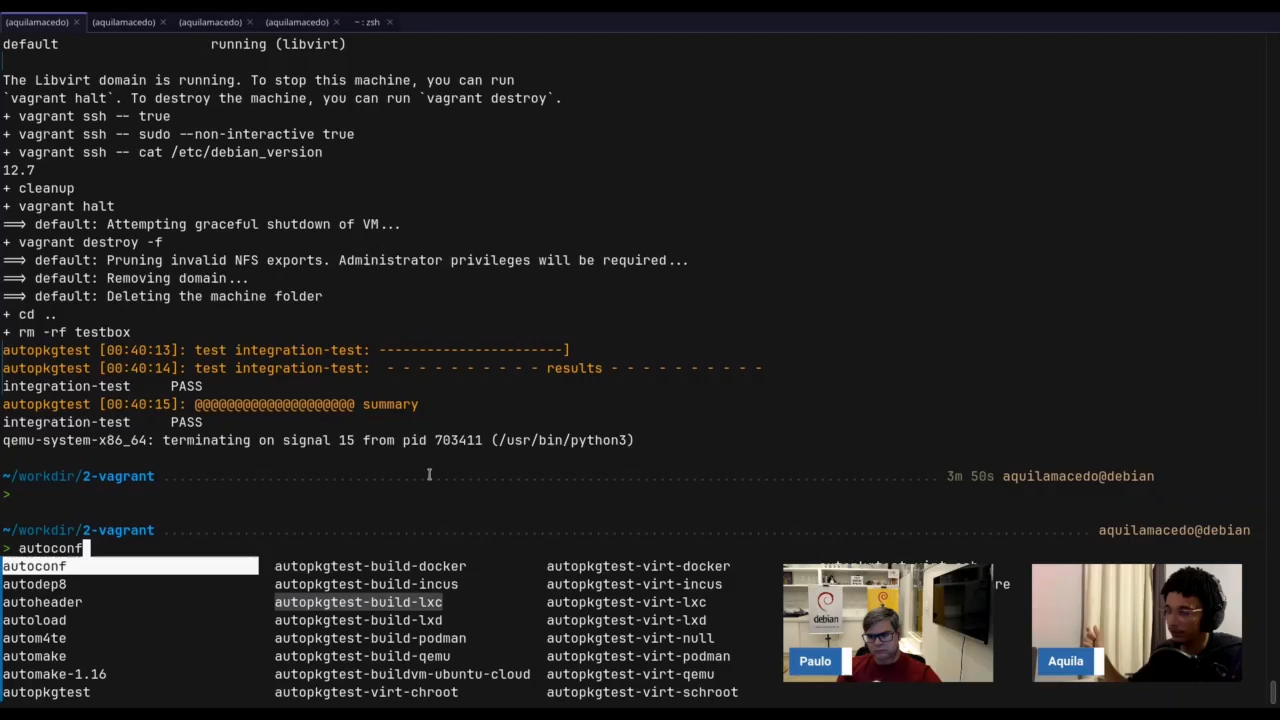 (aquilamacedo) × (aquilamacedo) × (aquilamacedo) × (aquilamacedo) × ~ : zsh ×
default running (libvirt)
The Libvirt domain is running. To stop this machine, you can run
`vagrant halt`. To destroy the machine, you can run `vagrant destroy`.
+ vagrant ssh -- true
+ vagrant ssh -- sudo --non-interactive true
+ vagrant ssh -- cat /etc/debian_version
12.7
+ cleanup
+ vagrant halt
==> default: Attempting graceful shutdown of VM...
+ vagrant destroy -f
==> default: Pruning invalid NFS exports. Administrator privileges will be required...
==> default: Removing domain...
==> default: Deleting the machine folder
+ cd ..
+ rm -rf testbox
autopkgtest [00:40:13]: test integration-test: -----------------------]
autopkgtest [00:40:14]: test integration-test:  - - - - - - - - - - results - - - - - - - - - -
integration-test PASS
autopkgtest [00:40:15]: @@@@@@@@@@@@@@@@@@@@ summary
integration-test PASS
qemu-system-x86_64: terminating on signal 15 from pid 703411 (/usr/bin/python3)
~/workdir/2-vagrant 3m 50s aquilamacedo@debian
>
~/workdir/2-vagrant aquilamacedo@debian
> autoconf
autoconf autopkgtest-build-docker autopkgtest-virt-docker
autodep8 autopkgtest-build-incus autopkgtest-virt-incus re
autoheader autopkgtest-build-lxc autopkgtest-virt-lxc
autoload autopkgtest-build-lxd autopkgtest-virt-lxd
autom4te autopkgtest-build-podman autopkgtest-virt-null
automake autopkgtest-build-qemu autopkgtest-virt-podman
automake-1.16 autopkgtest-buildvm-ubuntu-cloud autopkgtest-virt-qemu
autopkgtest autopkgtest-virt-chroot autopkgtest-virt-schroot
debian
Paulo
Aquila